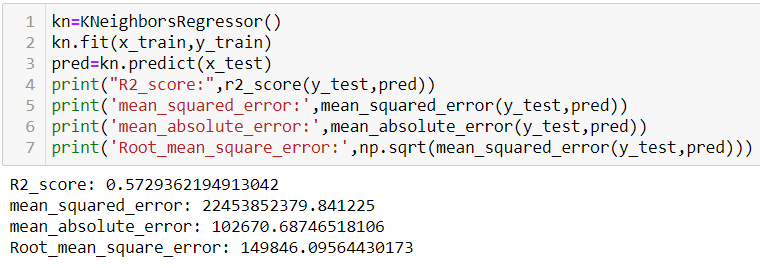 1 kn=KNeighborsRegressor()
2 kn.fit(x_train,y_train)
3 pred=kn.predict(x_test)
4 print("R2_score:",r2_score(y_test,pred))
5 print('mean_squared_error:',mean_squared_error(y_test,pred))
6 print('mean_absolute_error:',mean_absolute_error(y_test,pred))
7 print('Root_mean_square_error:',np.sqrt(mean_squared_error(y_test,pred)))
R2_score: 0.5729362194913042
mean_squared_error: 22453852379.841225
mean_absolute_error: 102670.68746518106
Root_mean_square_error: 149846.09564430173